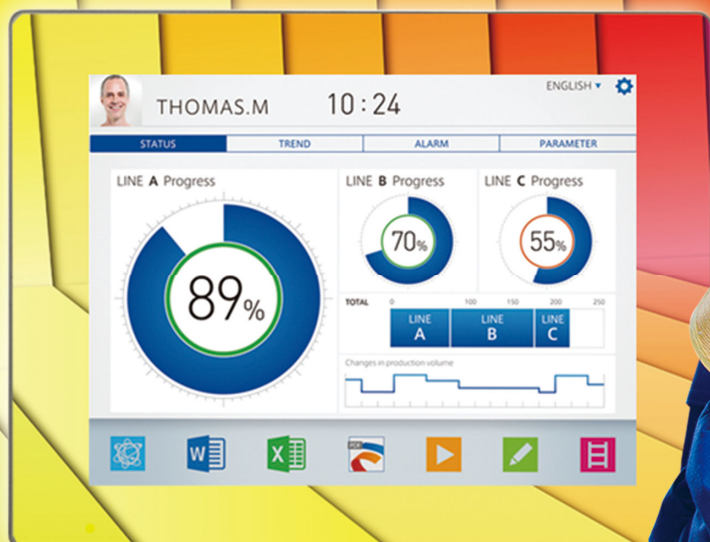 THOMAS.M
10 : 24
ENGLISH
STATUS
TREND
ALARM
PARAMETER
LINE A Progress
89%
LINE B Progress
70%
LINE C Progress
55%
TOTAL
0 100 150 200 250
LINE A
LINE B
LINE C
Changes in production volume
W
X